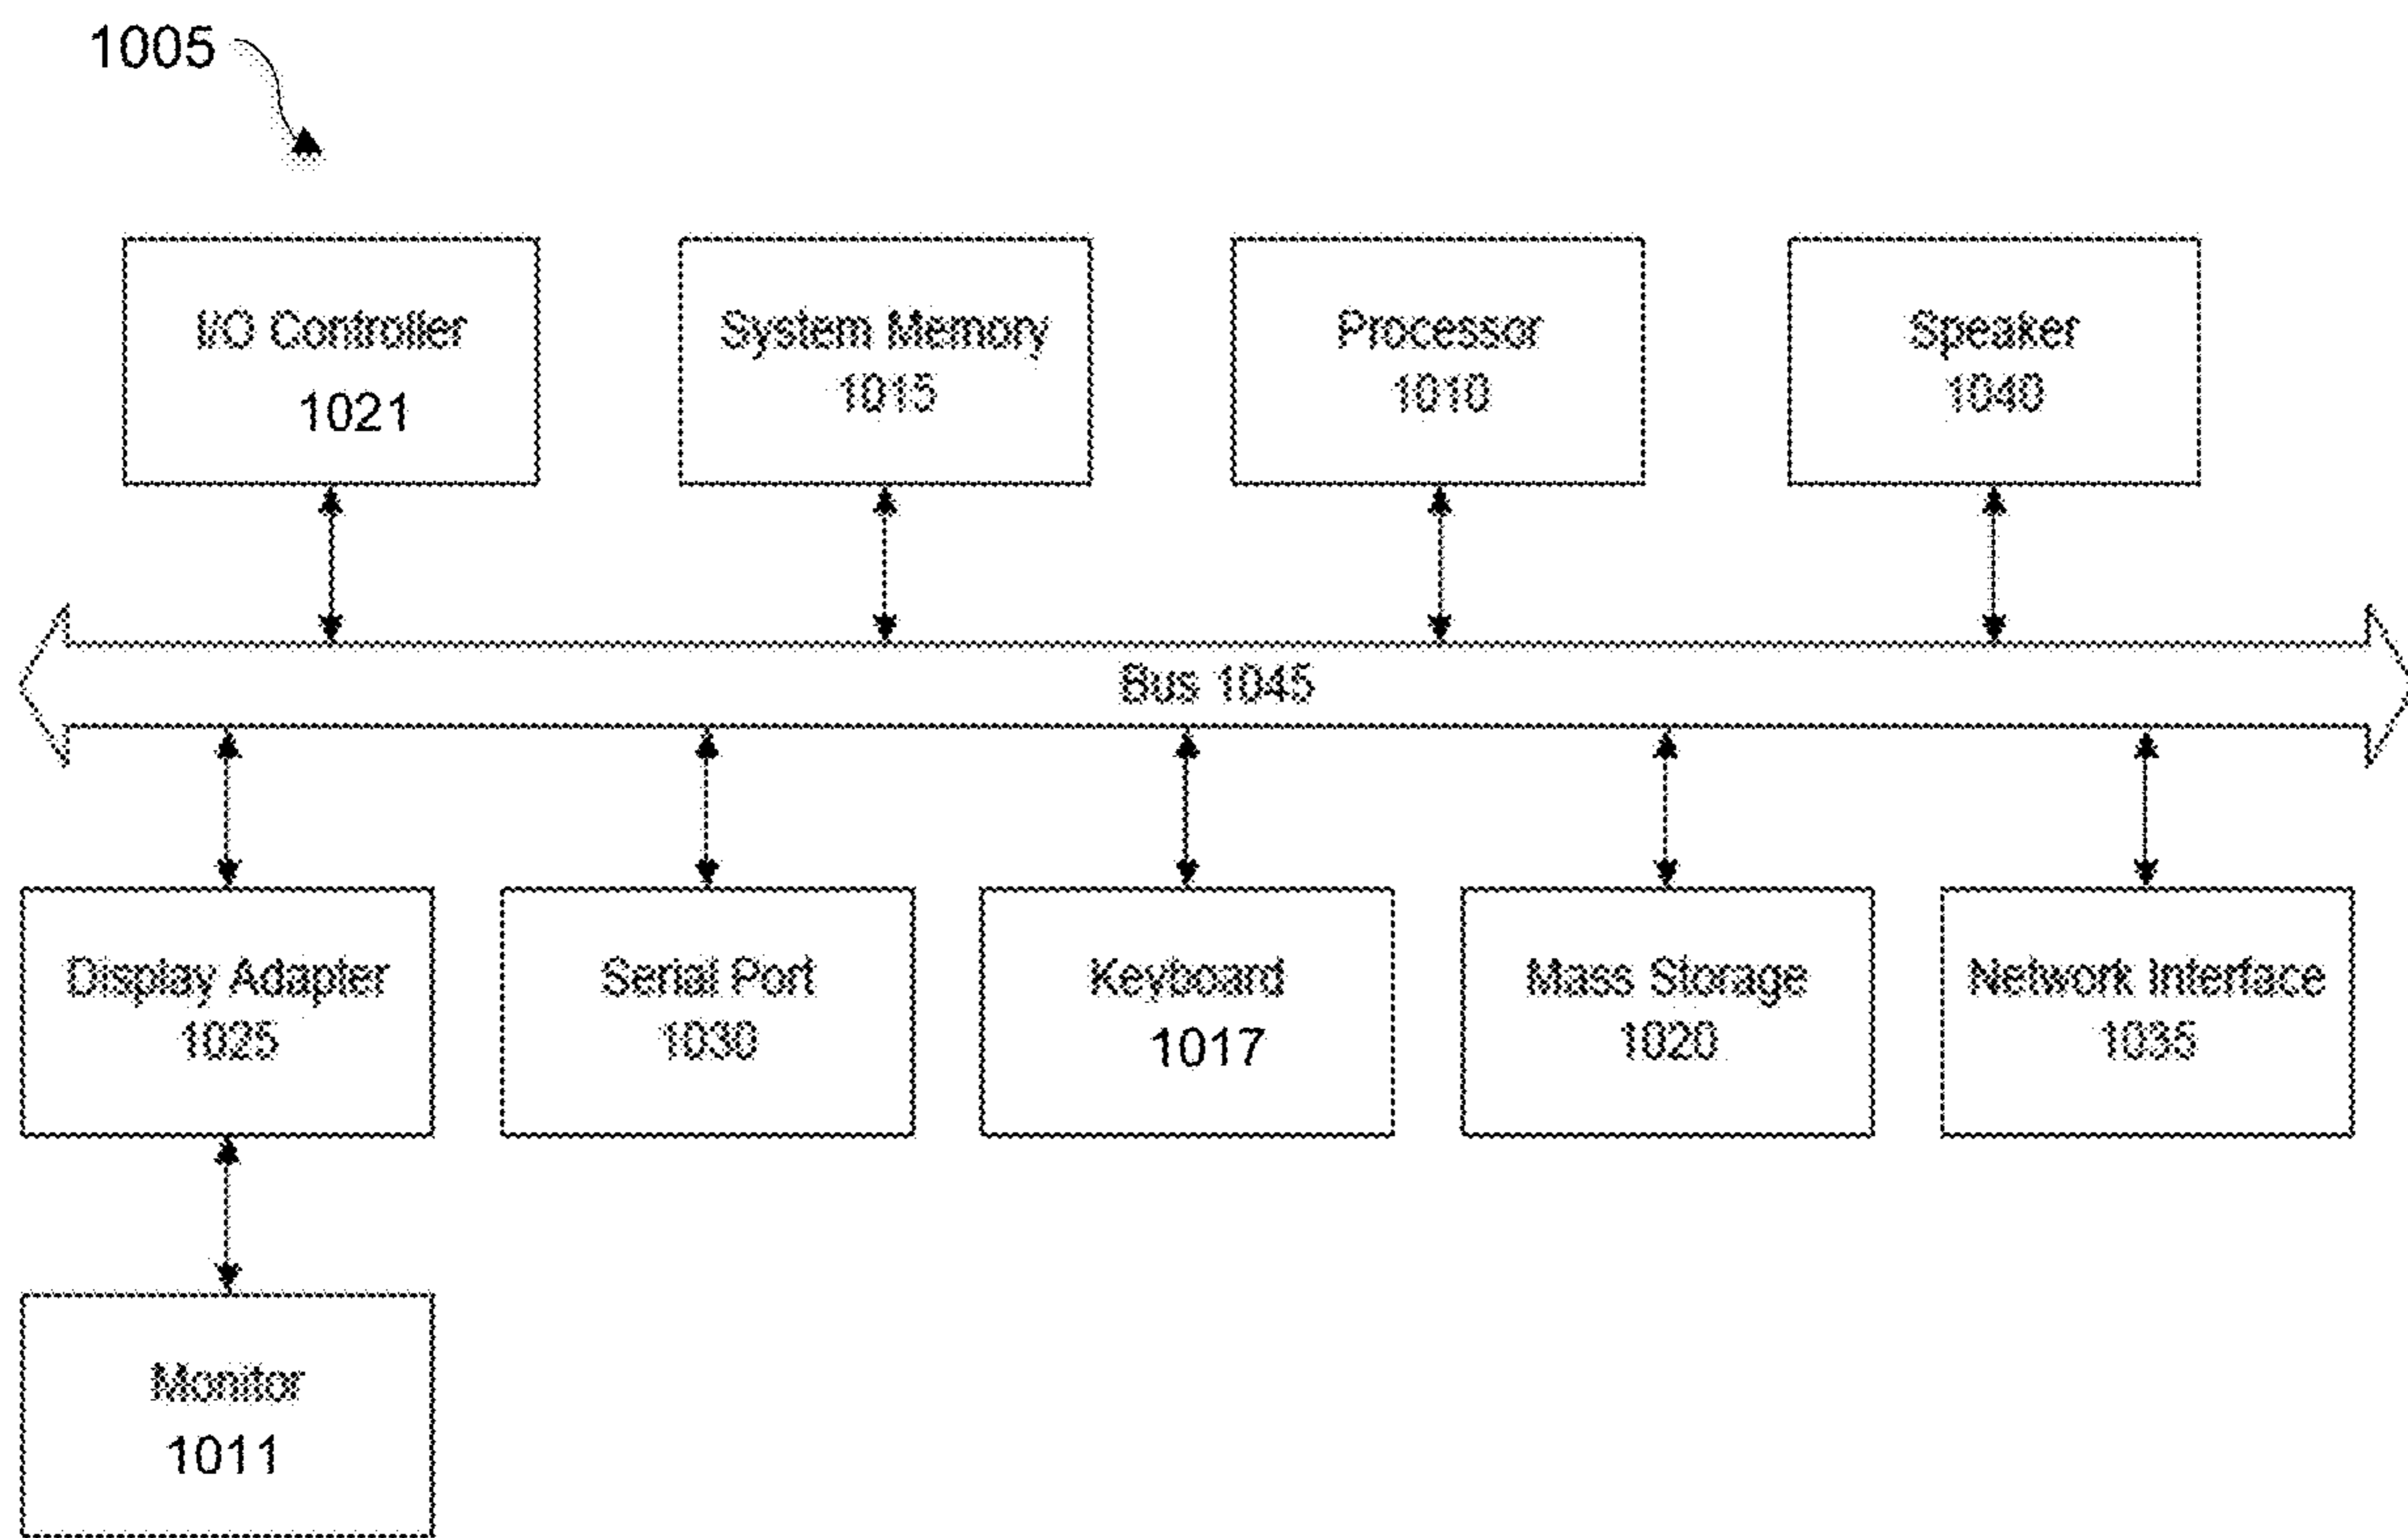 1005
I/O Controller
1021
System Memory
1015
Processor
1010
Speaker
1040
Bus 1045
Display Adapter
1025
Serial Port
1030
Keyboard
1017
Mass Storage
1020
Network Interface
1035
Monitor
1011